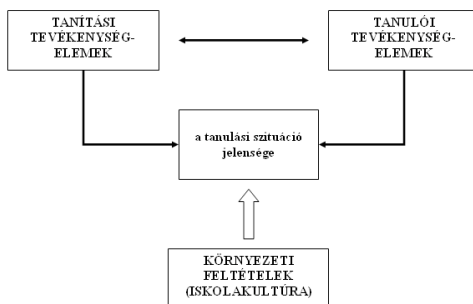 TANÍTÁSI
TEVÉKENYSÉG-
ELEMEK
TANULÓI
TEVÉKENYSÉG-
ELEMEK
a tanulási szituáció
jelensége
KÖRNYEZETI
FELTÉTELEK
(ISKOLAKULTÚRA)